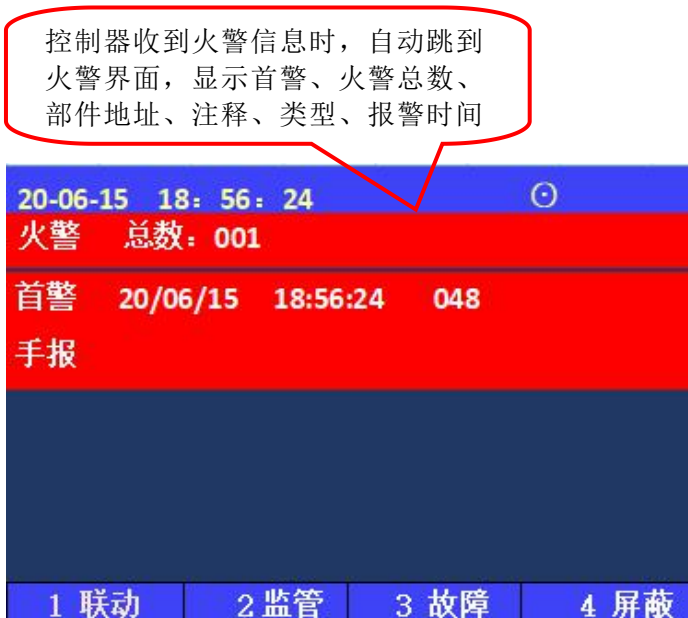 控制器收到火警信息时，自动跳到
火警界面，显示首警、火警总数、
部件地址、注释、类型、报警时间
20-06-15 18：56：24
火警 总数：001
首警 20/06/15 18:56:24 048
手报
1 联动 2 监管 3 故障 4 屏蔽